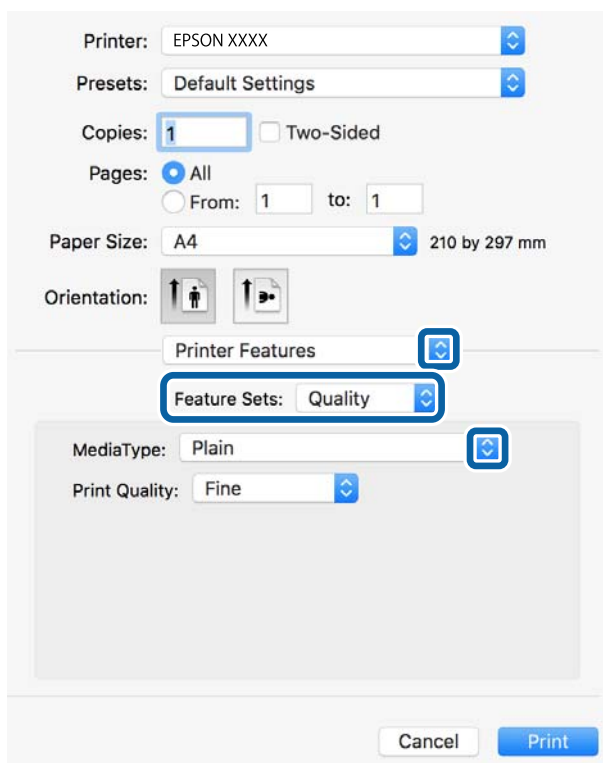 Printer: EPSON XXXX
Presets: Default Settings
Copies: 1 Two-Sided
Pages: All
From: 1 to: 1
Paper Size: A4 210 by 297 mm
Orientation:
Printer Features
Feature Sets: Quality
MediaType: Plain
Print Quality: Fine
Cancel Print